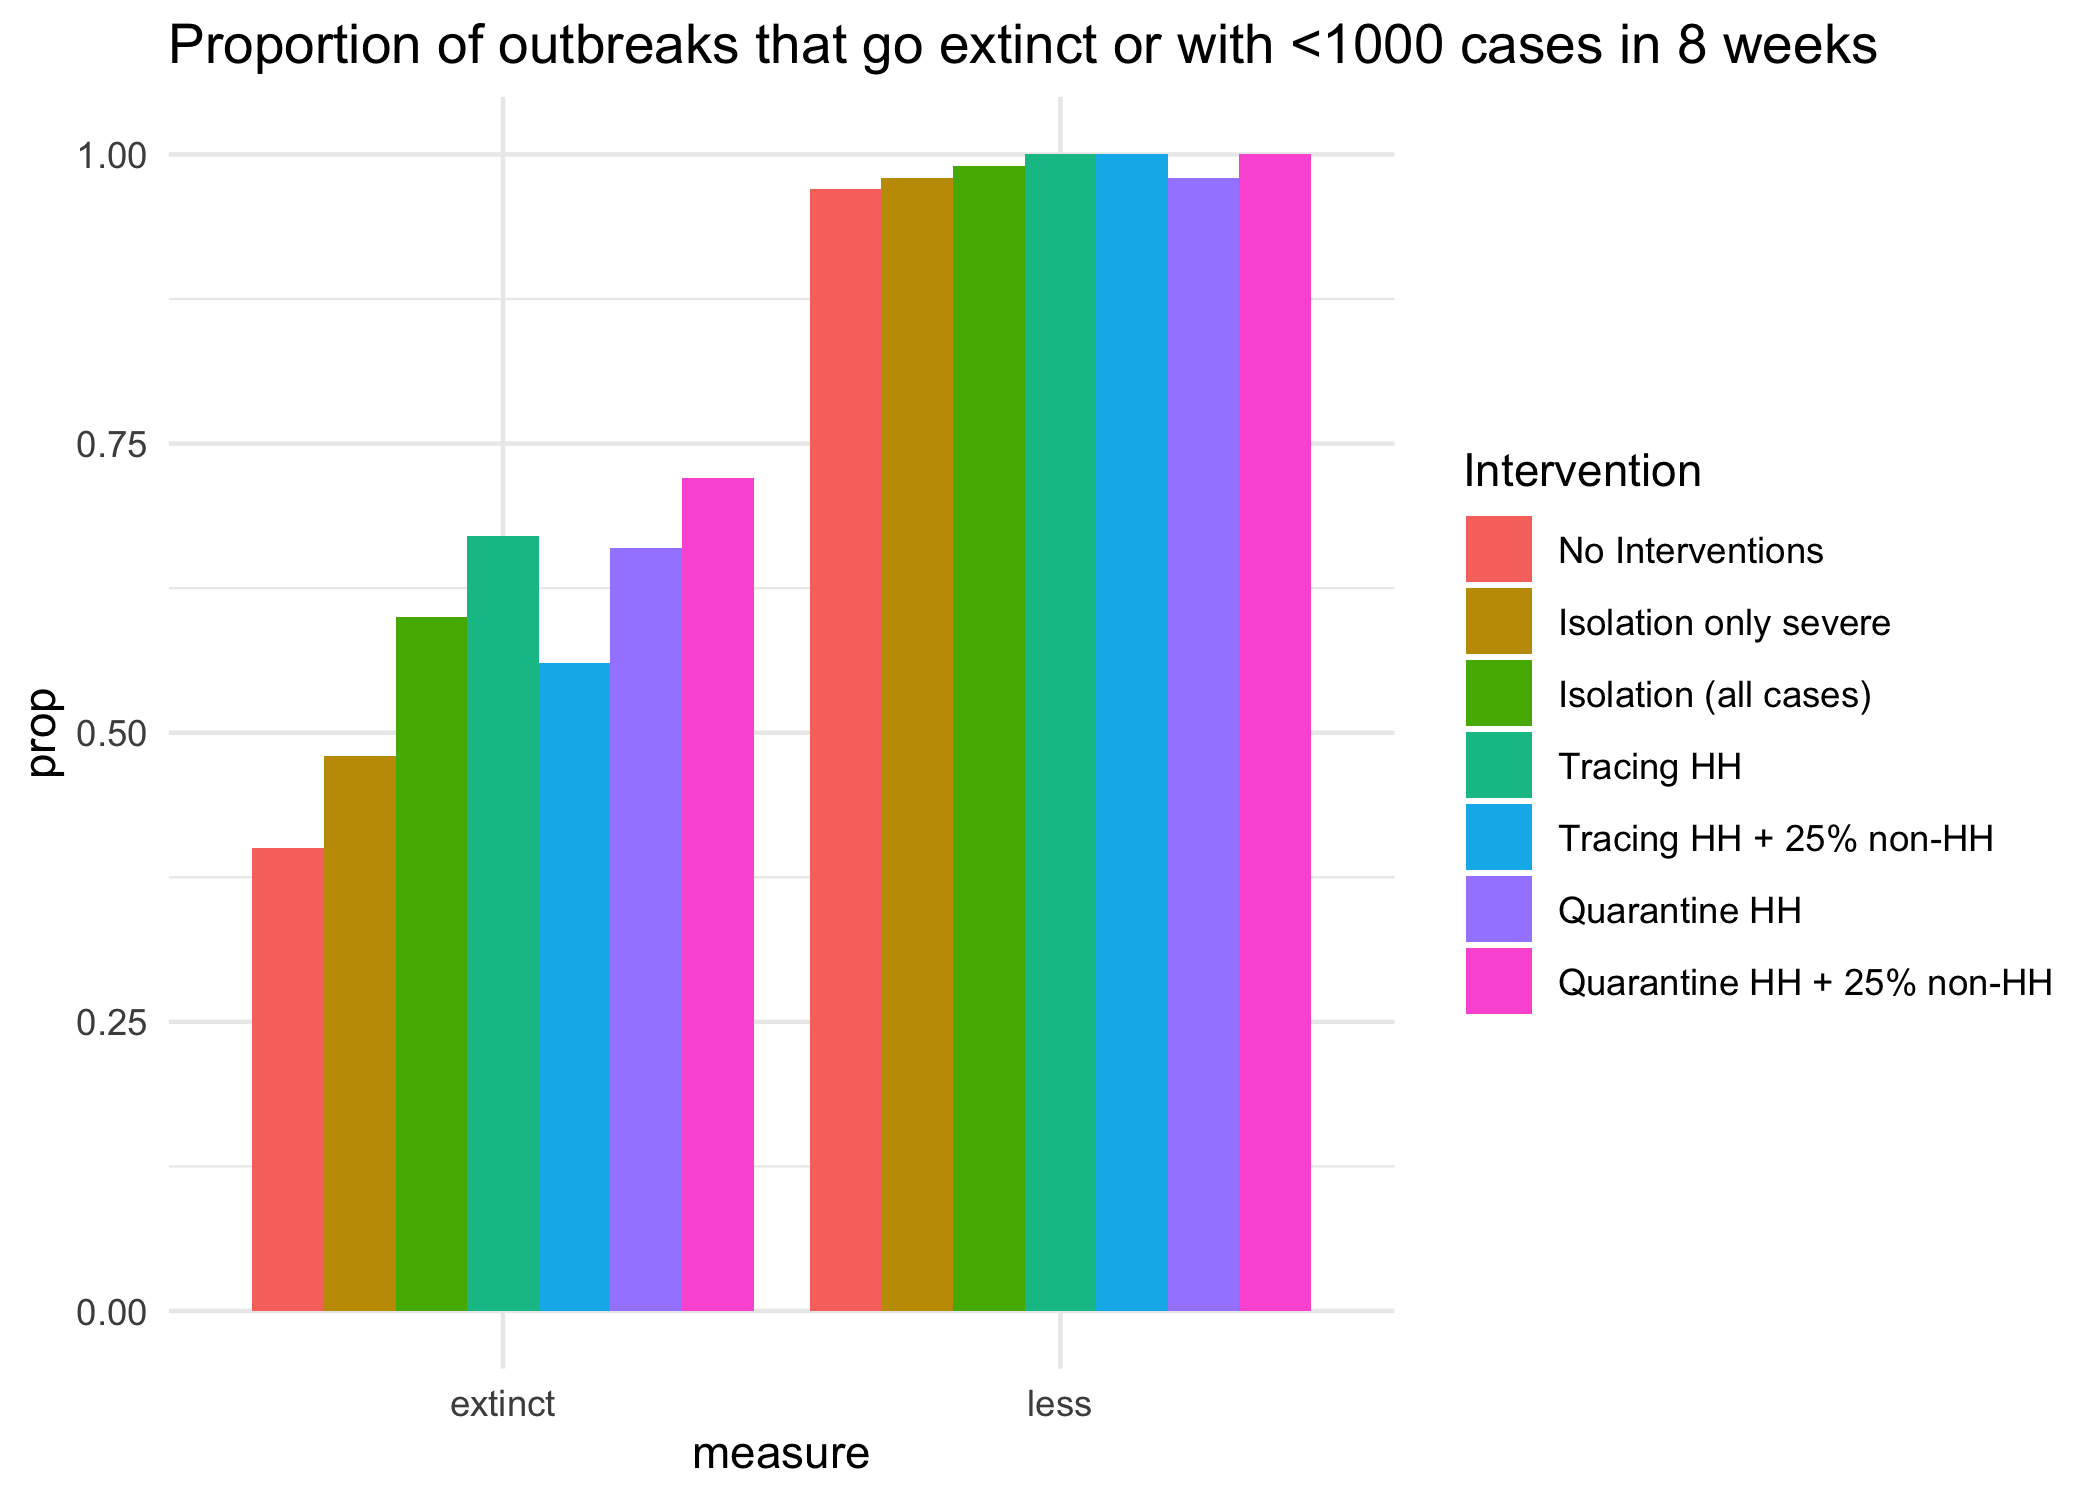 Proportion of outbreaks that go extinct or with <1000 cases in 8 weeks
1.00
0.75
0.50
0.25
0.00
prop
extinct
less
measure
Intervention
No Interventions
Isolation only severe
Isolation (all cases)
Tracing HH
Tracing HH + 25% non-HH
Quarantine HH
Quarantine HH + 25% non-HH